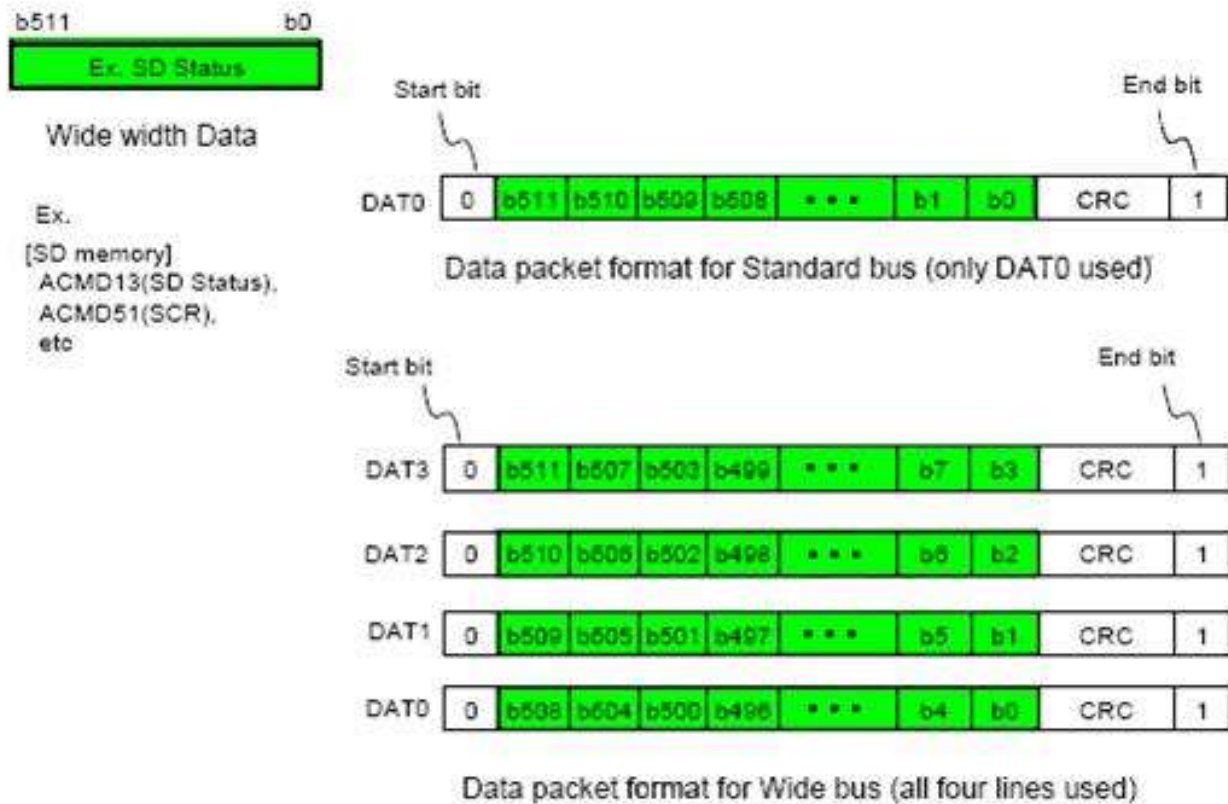 b511 b0
Ex. SD Status
Wide width Data
Ex.
[SD memory]
ACMD13(SD Status),
ACMD51(SCR),
etc
Start bit
End bit
DAT0 0 b511 b510 b509 b508 • • • b1 b0 CRC 1
Data packet format for Standard bus (only DAT0 used)
Start bit
End bit
DAT3 0 b511 b507 b503 b499 • • • b7 b3 CRC 1
DAT2 0 b510 b506 b502 b498 • • • b6 b2 CRC 1
DAT1 0 b509 b505 b501 b497 • • • b5 b1 CRC 1
DAT0 0 b508 b504 b500 b496 • • • b4 b0 CRC 1
Data packet format for Wide bus (all four lines used)